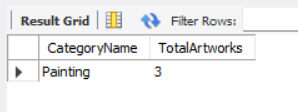 Result Grid Filter Rows:
CategoryName TotalArtworks
Painting 3